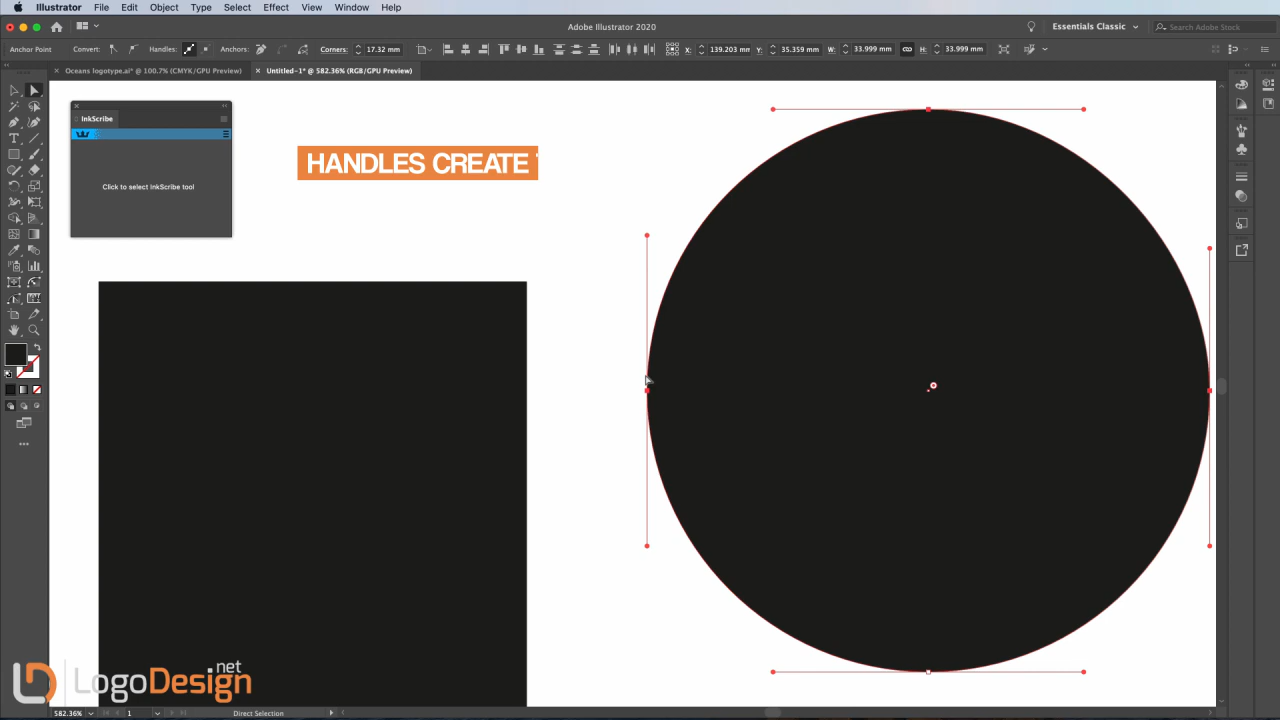 Illustrator File Edit Object Type Select Effect View Window Help
Adobe Illustrator 2020
Essentials Classic
Search Adobe Stock
Anchor Point Convert: Handles: Anchors: Corners: 17.32 mm X: 139.203 mm Y: 35.359 mm W: 33.999 mm H: 33.999 mm
Oceans logotype.ai* @ 100.7% (CMYK/GPU Preview)
Untitled-1* @ 582.36% (RGB/GPU Preview)
InkScribe
Click to select InkScribe tool
HANDLES CREATE
LogoDesign
net
582.36% 1 Direct Selection